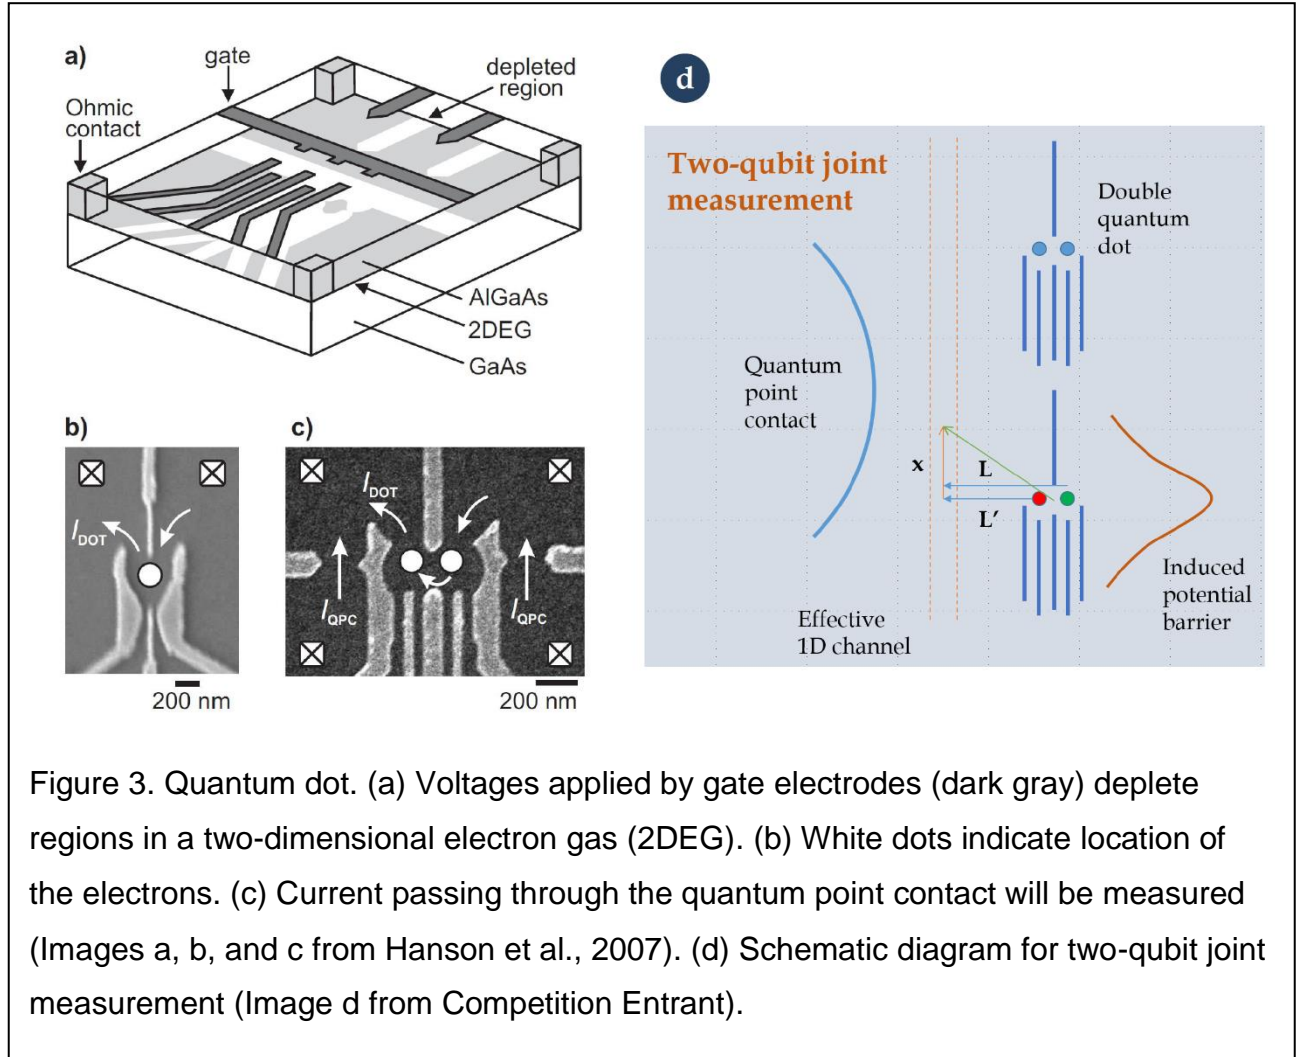 a)
gate
depleted
region
Ohmic
contact
AlGaAs
2DEG
GaAs
b)
I DOT
200 nm
c)
I DOT
I QPC
I QPC
200 nm
d
Two-qubit joint
measurement
Double
quantum
dot
Quantum
point
contact
x
L
L′
Induced
potential
barrier
Effective
1D channel
Figure 3. Quantum dot. (a) Voltages applied by gate electrodes (dark gray) deplete
regions in a two-dimensional electron gas (2DEG). (b) White dots indicate location of
the electrons. (c) Current passing through the quantum point contact will be measured
(Images a, b, and c from Hanson et al., 2007). (d) Schematic diagram for two-qubit joint
measurement (Image d from Competition Entrant).